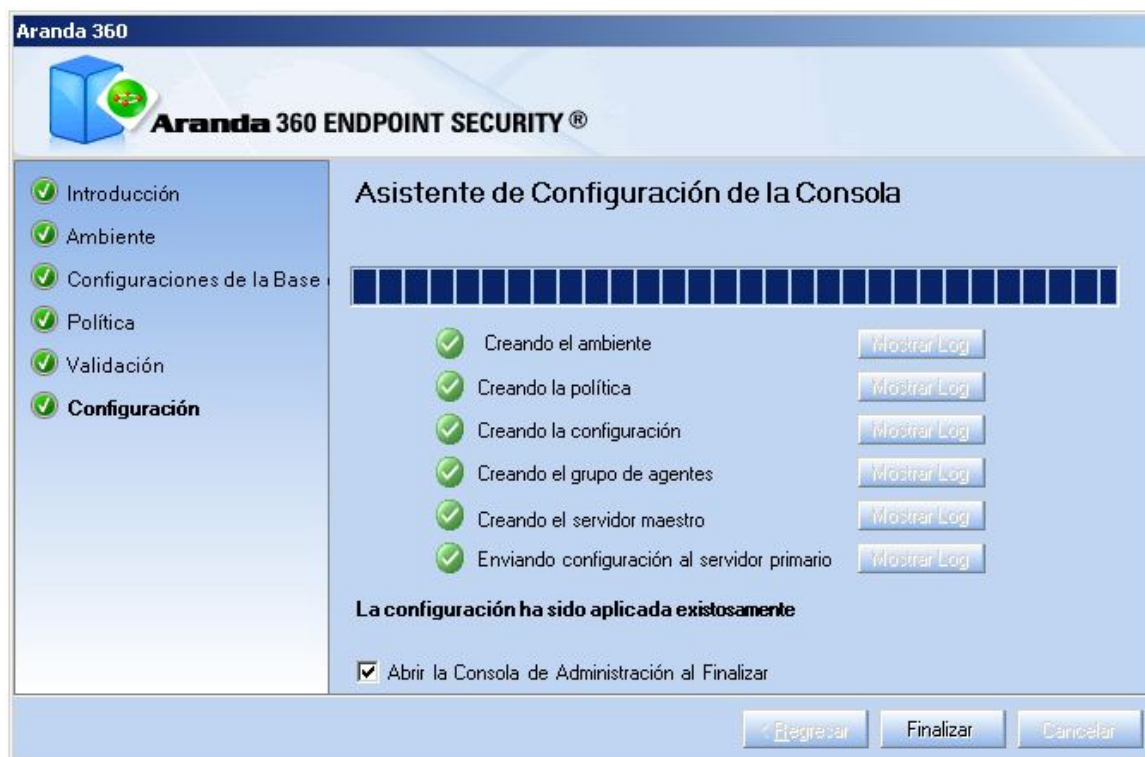 Aranda 360
Aranda 360 ENDPOINT SECURITY ®
Introducción
Ambiente
Configuraciones de la Base
Política
Validación
Configuración
Asistente de Configuración de la Consola
Creando el ambiente Mostrar Log
Creando la política Mostrar Log
Creando la configuración Mostrar Log
Creando el grupo de agentes Mostrar Log
Creando el servidor maestro Mostrar Log
Enviando configuración al servidor primario Mostrar Log
La configuración ha sido aplicada existosamente
Abrir la Consola de Administración al Finalizar
< Regresar Finalizar Cancelar